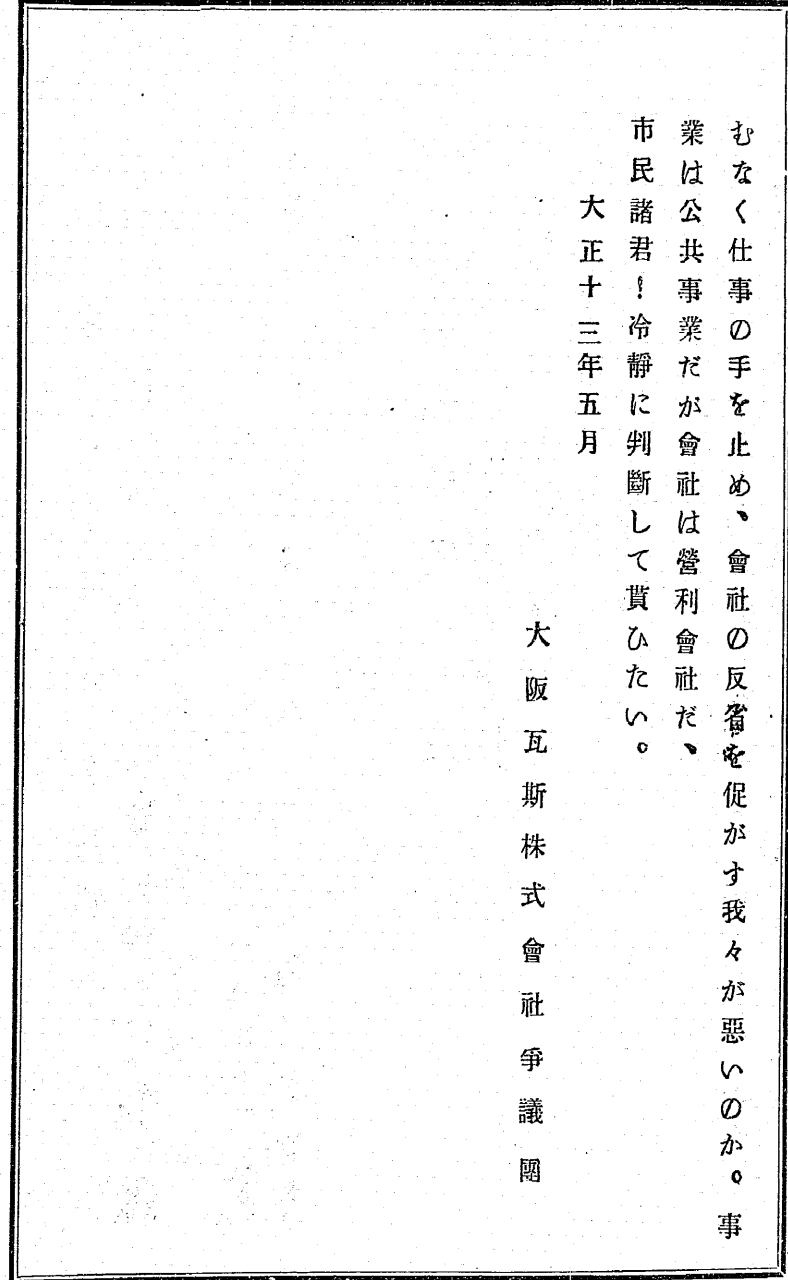 むなく仕事の手を止め、會社の反省を促がす我々が惡いのか。事
業は公共事業だが會社は營利會社だ、
市民諸君！冷靜に判斷して貰ひたい。
大正十三年五月
大阪瓦斯株式會社爭議團